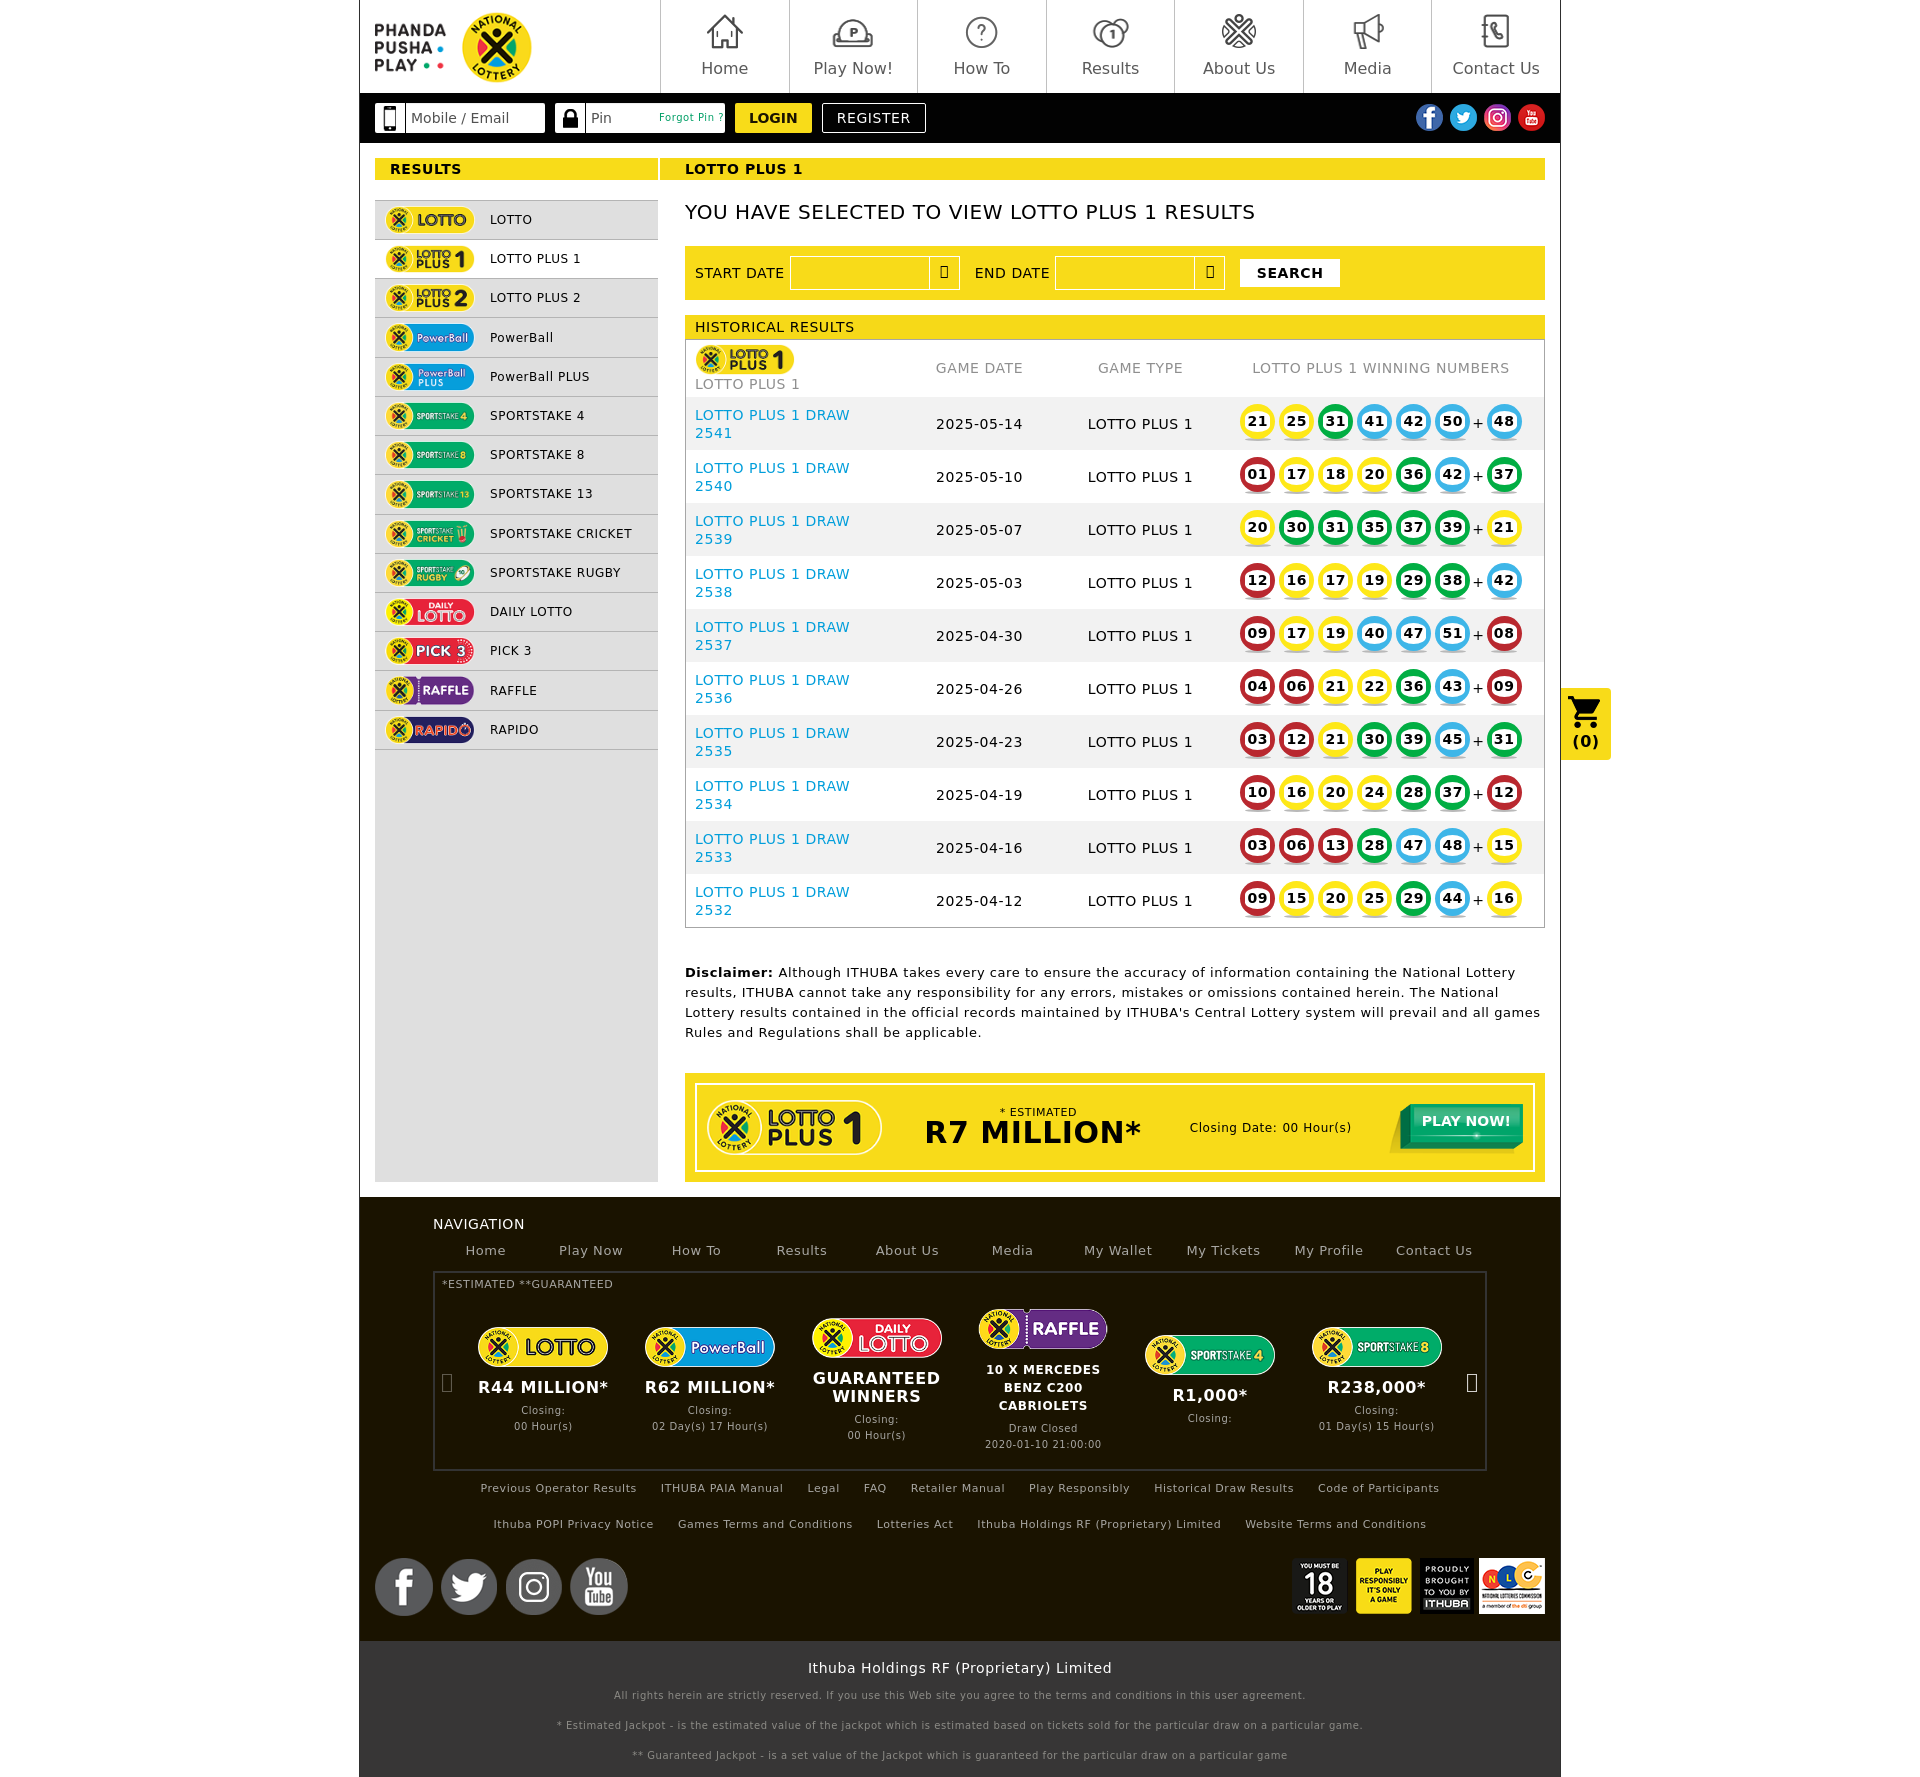 PHANDA
PUSHA
PLAY
NATIONAL
LOTTERY
Home
Play Now!
How To
Results
About Us
Media
Contact Us
Mobile / Email
Pin
Forgot Pin ?
LOGIN
REGISTER
RESULTS
LOTTO PLUS 1
LOTTO LOTTO
LOTTO PLUS 1 LOTTO PLUS 1
LOTTO PLUS 2 LOTTO PLUS 2
PowerBall PowerBall
PowerBall PLUS PowerBall PLUS
SPORTSTAKE 4 SPORTSTAKE 4
SPORTSTAKE 8 SPORTSTAKE 8
SPORTSTAKE 13 SPORTSTAKE 13
SPORTSTAKE CRICKET SPORTSTAKE CRICKET
SPORTSTAKE RUGBY SPORTSTAKE RUGBY
DAILY LOTTO DAILY LOTTO
PICK 3 PICK 3
RAFFLE RAFFLE
RAPIDO RAPIDO
YOU HAVE SELECTED TO VIEW LOTTO PLUS 1 RESULTS
START DATE END DATE SEARCH
HISTORICAL RESULTS
LOTTO PLUS 1
LOTTO PLUS 1 GAME DATE GAME TYPE LOTTO PLUS 1 WINNING NUMBERS
LOTTO PLUS 1 DRAW
2541 2025-05-14 LOTTO PLUS 1 21 25 31 41 42 50 + 48
LOTTO PLUS 1 DRAW
2540 2025-05-10 LOTTO PLUS 1 01 17 18 20 36 42 + 37
LOTTO PLUS 1 DRAW
2539 2025-05-07 LOTTO PLUS 1 20 30 31 35 37 39 + 21
LOTTO PLUS 1 DRAW
2538 2025-05-03 LOTTO PLUS 1 12 16 17 19 29 38 + 42
LOTTO PLUS 1 DRAW
2537 2025-04-30 LOTTO PLUS 1 09 17 19 40 47 51 + 08
LOTTO PLUS 1 DRAW
2536 2025-04-26 LOTTO PLUS 1 04 06 21 22 36 43 + 09
LOTTO PLUS 1 DRAW
2535 2025-04-23 LOTTO PLUS 1 03 12 21 30 39 45 + 31
LOTTO PLUS 1 DRAW
2534 2025-04-19 LOTTO PLUS 1 10 16 20 24 28 37 + 12
LOTTO PLUS 1 DRAW
2533 2025-04-16 LOTTO PLUS 1 03 06 13 28 47 48 + 15
LOTTO PLUS 1 DRAW
2532 2025-04-12 LOTTO PLUS 1 09 15 20 25 29 44 + 16
(0)
Disclaimer: Although ITHUBA takes every care to ensure the accuracy of information containing the National Lottery
results, ITHUBA cannot take any responsibility for any errors, mistakes or omissions contained herein. The National
Lottery results contained in the official records maintained by ITHUBA's Central Lottery system will prevail and all games
Rules and Regulations shall be applicable.
NATIONAL LOTTERY LOTTO PLUS 1
* ESTIMATED
R7 MILLION*
Closing Date: 00 Hour(s)
PLAY NOW!
NAVIGATION
Home Play Now How To Results About Us Media My Wallet My Tickets My Profile Contact Us
*ESTIMATED **GUARANTEED
NATIONAL LOTTERY LOTTO
R44 MILLION*
Closing:
00 Hour(s)
NATIONAL LOTTERY PowerBall
R62 MILLION*
Closing:
02 Day(s) 17 Hour(s)
NATIONAL LOTTERY DAILY LOTTO
GUARANTEED
WINNERS
Closing:
00 Hour(s)
NATIONAL LOTTERY RAFFLE
10 X MERCEDES
BENZ C200
CABRIOLETS
Draw Closed
2020-01-10 21:00:00
NATIONAL LOTTERY SPORTSTAKE 4
R1,000*
Closing:
NATIONAL LOTTERY SPORTSTAKE 8
R238,000*
Closing:
01 Day(s) 15 Hour(s)
Previous Operator Results ITHUBA PAIA Manual Legal FAQ Retailer Manual Play Responsibly Historical Draw Results Code of Participants
Ithuba POPI Privacy Notice Games Terms and Conditions Lotteries Act Ithuba Holdings RF (Proprietary) Limited Website Terms and Conditions
You
Tube
YOU MUST BE
18
YEARS OR
OLDER TO PLAY
PLAY
RESPONSIBLY
IT'S ONLY
A GAME
PROUDLY
BROUGHT
TO YOU BY
ITHUBA
NLC
NATIONAL LOTTERIES COMMISSION
a member of the dti group
Ithuba Holdings RF (Proprietary) Limited
All rights herein are strictly reserved. If you use this Web site you agree to the terms and conditions in this user agreement.
* Estimated Jackpot - is the estimated value of the jackpot which is estimated based on tickets sold for the particular draw on a particular game.
** Guaranteed Jackpot - is a set value of the Jackpot which is guaranteed for the particular draw on a particular game